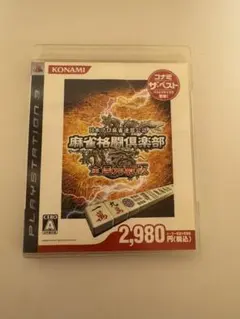 PLAYSTATION 3
KONAMI
コナミ
ザ・ベスト
日本プロ麻雀連盟公認
麻雀格闘倶楽部
CERO
A
2,980
円(税込)